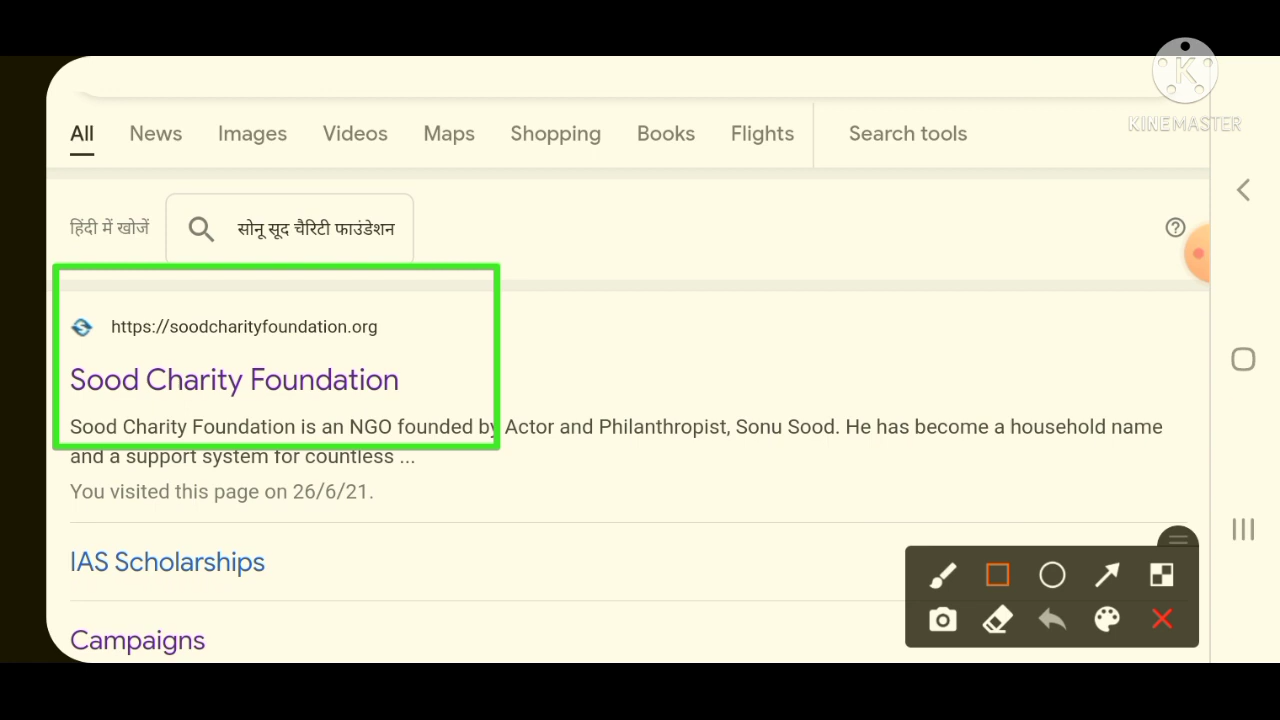 KINEMASTER
All News Images Videos Maps Shopping Books Flights Search tools
हिंदी में खोजें सोनू सूद चैरिटी फाउंडेशन
https://soodcharityfoundation.org
Sood Charity Foundation
Sood Charity Foundation is an NGO founded by Actor and Philanthropist, Sonu Sood. He has become a household name
and a support system for countless ...
You visited this page on 26/6/21.
IAS Scholarships
Campaigns